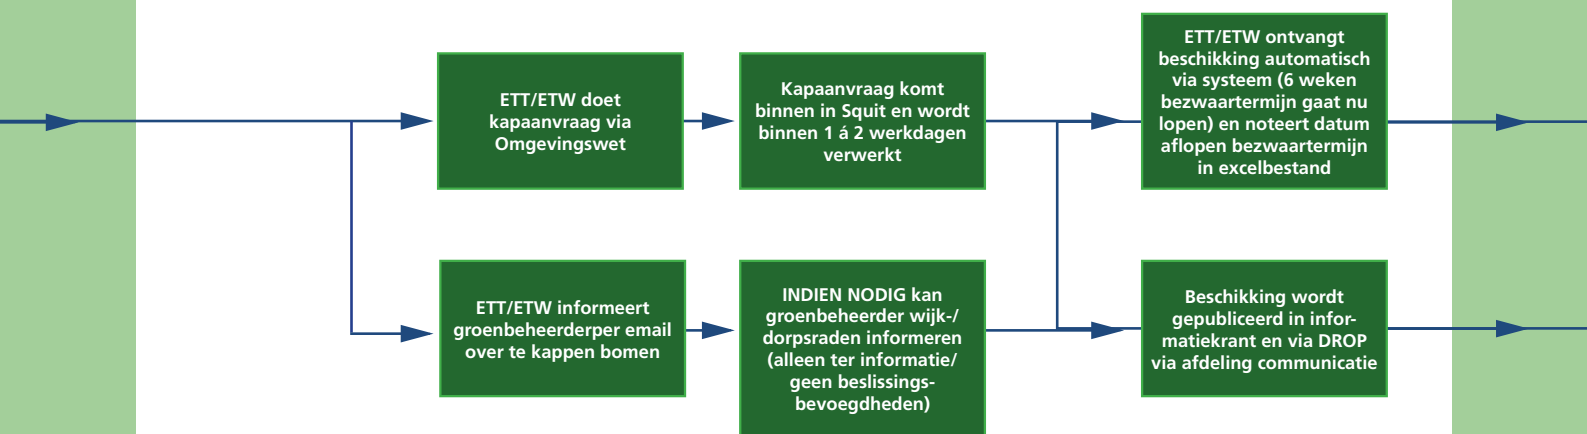 ETT/ETW doet
kapaanvraag via
Omgevingswet
Kapaanvraag komt
binnen in Squit en wordt
binnen 1 á 2 werkdagen
verwerkt
ETT/ETW ontvangt
beschikking automatisch
via systeem (6 weken
bezwaartermijn gaat nu
lopen) en noteert datum
aflopen bezwaartermijn
in excelbestand
ETT/ETW informeert
groenbeheerderper email
over te kappen bomen
INDIEN NODIG kan
groenbeheerder wijk-/
dorpsraden informeren
(alleen ter informatie/
geen beslissings-
bevoegdheden)
Beschikking wordt
gepubliceerd in infor-
matiekrant en via DROP
via afdeling communicatie